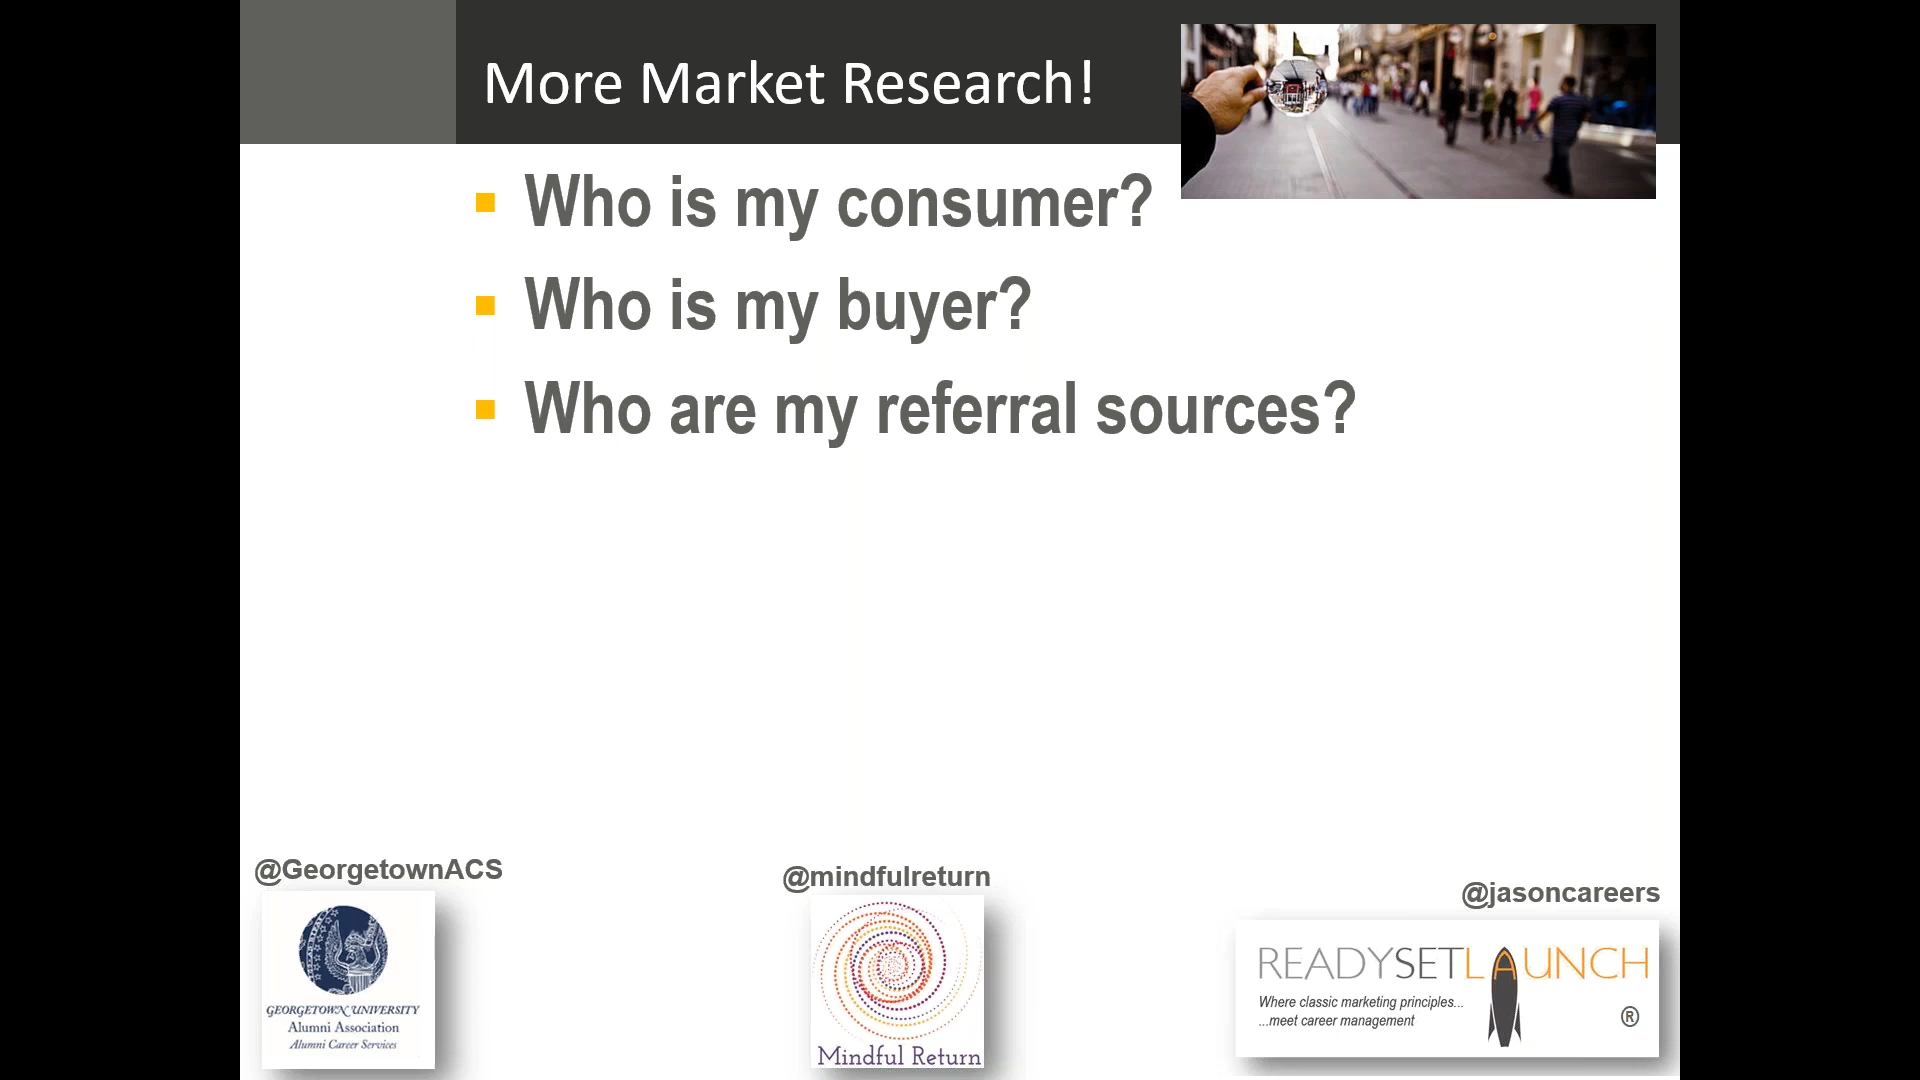 More Market Research!
Who is my consumer?
Who is my buyer?
Who are my referral sources?
@GeorgetownACS
GEORGETOWN UNIVERSITY
Alumni Association
Alumni Career Services
@mindfulreturn
Mindful Return
@jasoncareers
READYSETLAUNCH
Where classic marketing principles...
...meet career management
®